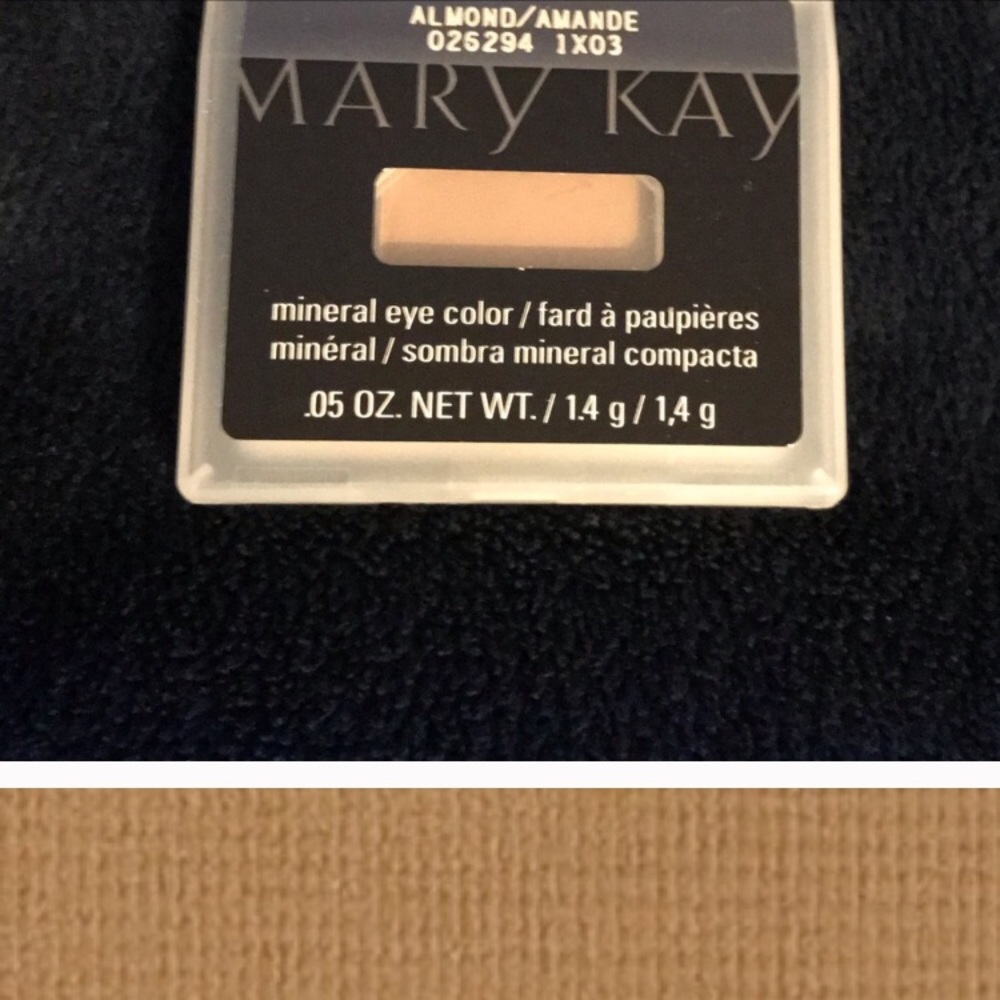 ALMOND/AMANDE
026294 1X03
MARY KAY
mineral eye color / fard à paupières
minéral / sombra mineral compacta
.05 OZ. NET WT. / 1.4 g / 1,4 g